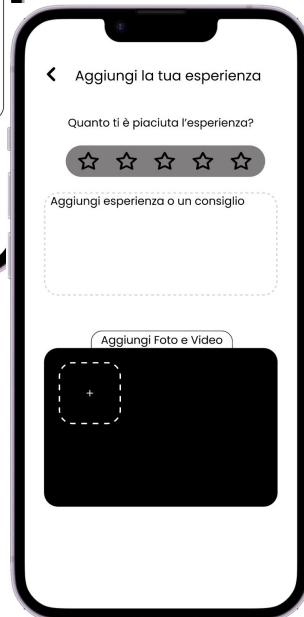 Aggiungi la tua esperienza
Quanto ti è piaciuta l'esperienza?
Aggiungi esperienza o un consiglio
Aggiungi Foto e Video
+